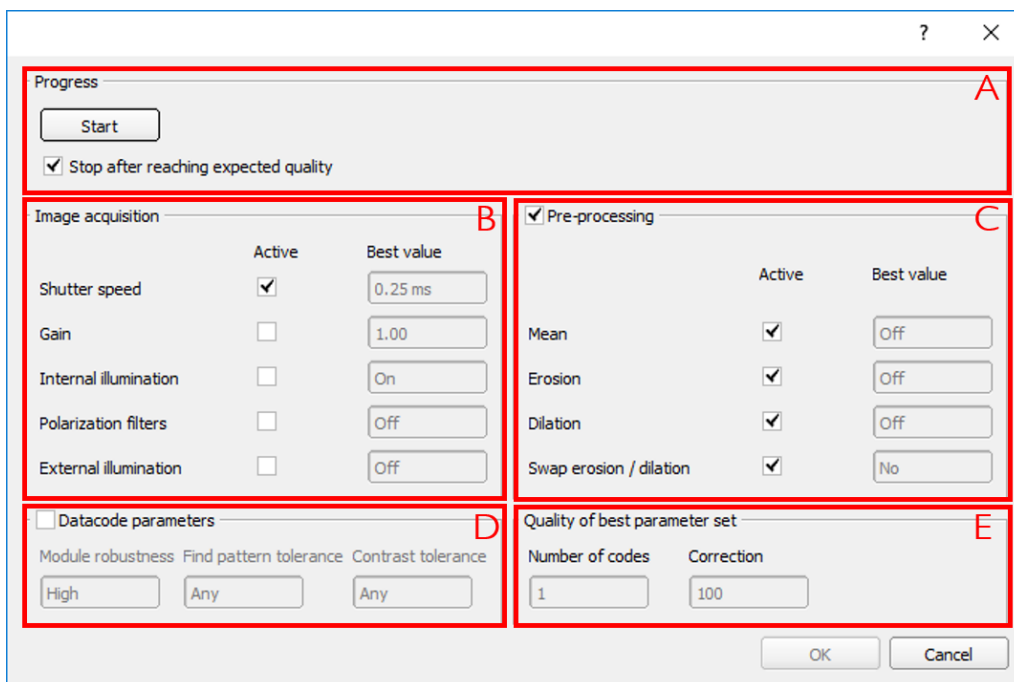 ?
Progress A
Start
Stop after reaching expected quality
Image acquisition B
Active Best value
Shutter speed 0.25 ms
Gain 1.00
Internal illumination On
Polarization filters Off
External illumination Off
Pre-processing C
Active Best value
Mean Off
Erosion Off
Dilation Off
Swap erosion / dilation No
Datacode parameters D
Module robustness Find pattern tolerance Contrast tolerance
High Any Any
Quality of best parameter set E
Number of codes Correction
1 100
OK Cancel